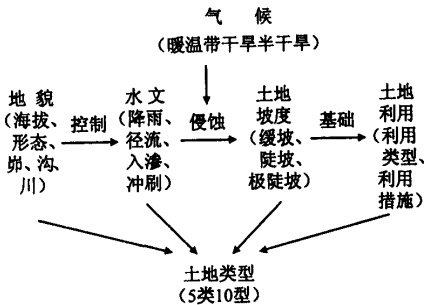 气 候
(暖温带干旱半干旱)
地 貌
(海拔、
形态、
峁、沟、
川)
控制
水 文
(降雨、
径流、
入渗、
冲刷)
侵蚀
土地
坡度
(缓坡、
陡坡、
极陡坡)
基础
土地
利用
(利用
类型、
利用
措施)
土地类型
(5类10型)